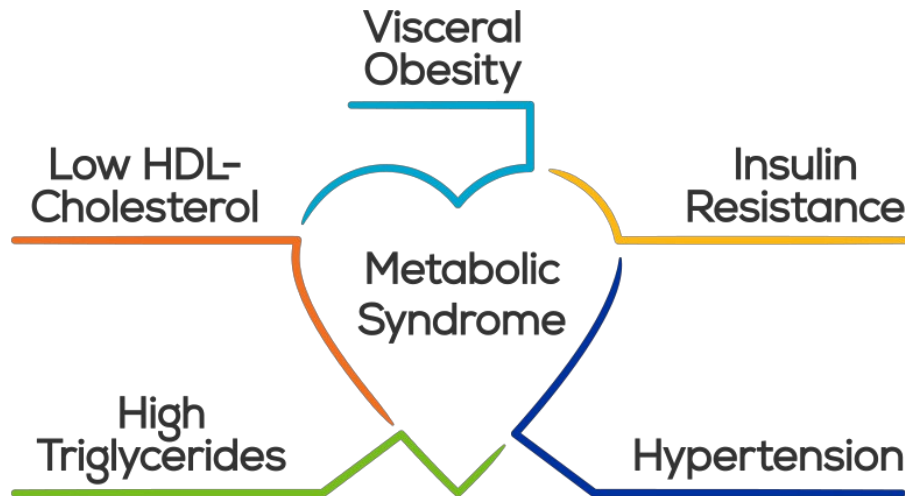 Visceral
Obesity
Low HDL-
Cholesterol
Insulin
Resistance
Metabolic
Syndrome
High
Triglycerides
Hypertension